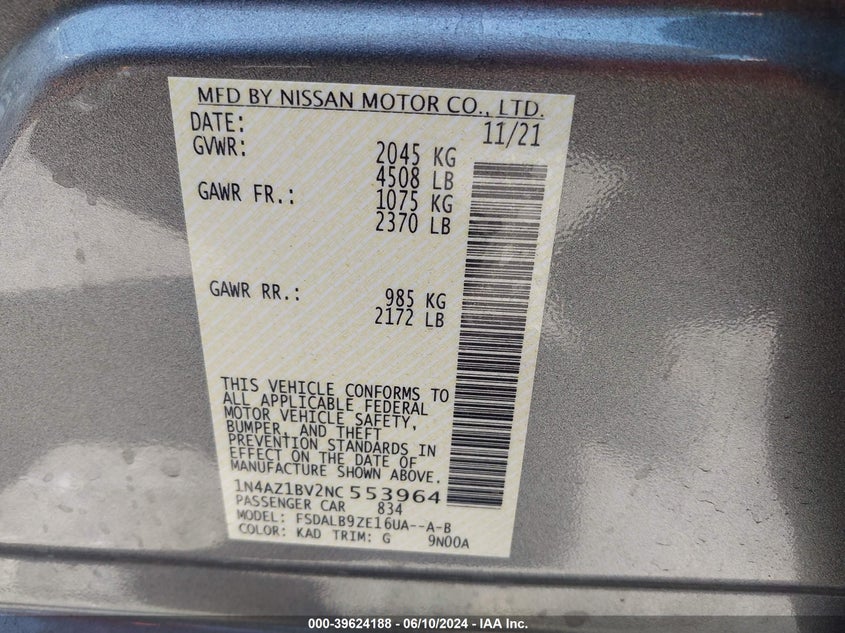 MFD BY NISSAN MOTOR CO., LTD.
DATE: 11/21
GVWR: 2045 KG
4508 LB
GAWR FR.: 1075 KG
2370 LB
GAWR RR.: 985 KG
2172 LB
THIS VEHICLE CONFORMS TO
ALL APPLICABLE FEDERAL
MOTOR VEHICLE SAFETY,
BUMPER, AND THEFT
PREVENTION STANDARDS IN
EFFECT ON THE DATE OF
MANUFACTURE SHOWN ABOVE.
1N4AZ1BV2NC 553964
PASSENGER CAR 834
MODEL: FSDALB9ZE16UA--A-B
COLOR: KAD TRIM: G 9N00A
000-39624188 - 06/10/2024 - IAA Inc.